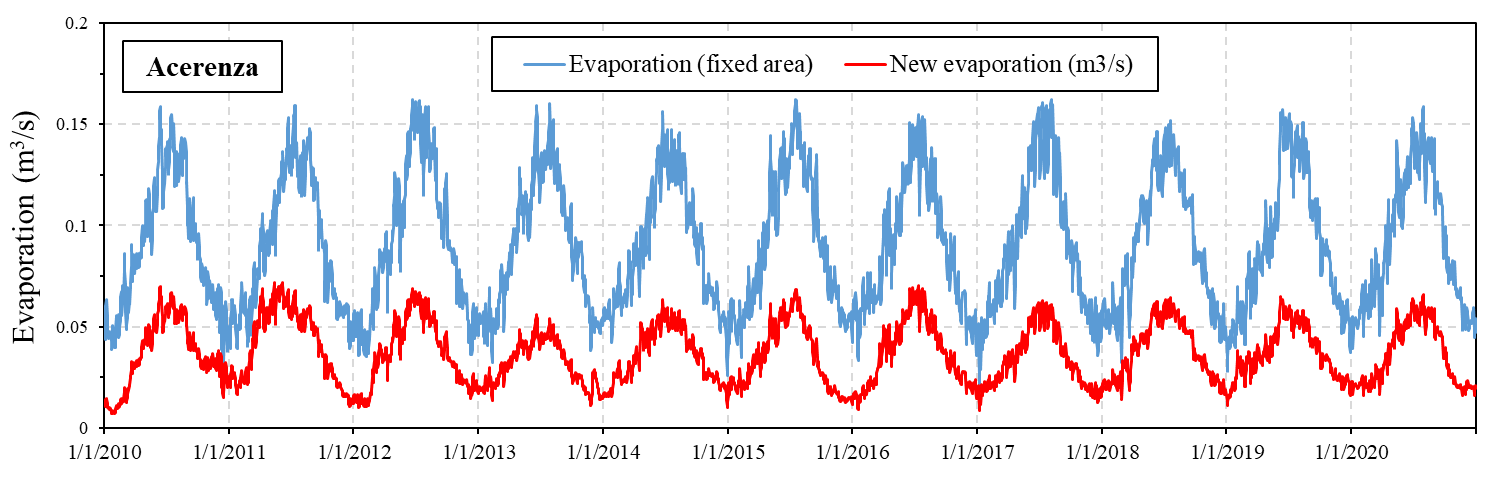 Evaporation (m³/s)
0.2
0.15
0.1
0.05
0
Acerenza
Evaporation (fixed area)
New evaporation (m3/s)
1/1/2010 1/1/2011 1/1/2012 1/1/2013 1/1/2014 1/1/2015 1/1/2016 1/1/2017 1/1/2018 1/1/2019 1/1/2020